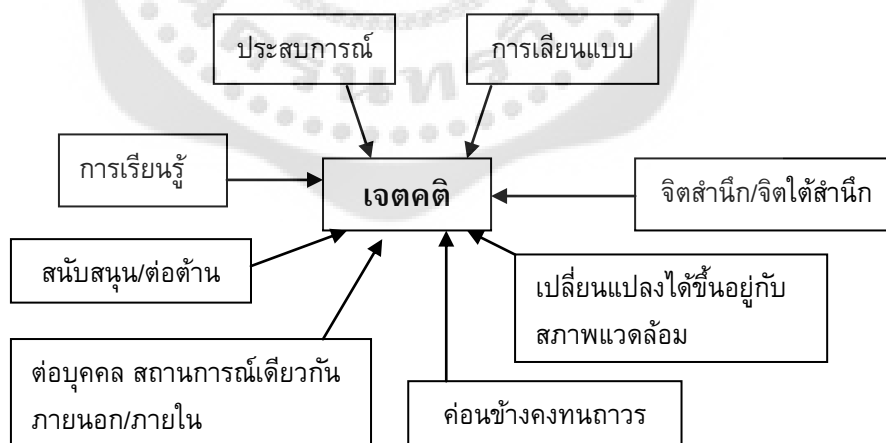 ประสบการณ์
การเลียนแบบ
การเรียนรู้
เจตคติ
จิตสำนึก/จิตใต้สำนึก
สนับสนุน/ต่อต้าน
เปลี่ยนแปลงได้ขึ้นอยู่กับ
สภาพแวดล้อม
ต่อบุคคล สถานการณ์เดียวกัน
ภายนอก/ภายใน
ค่อนข้างคงทนถาวร